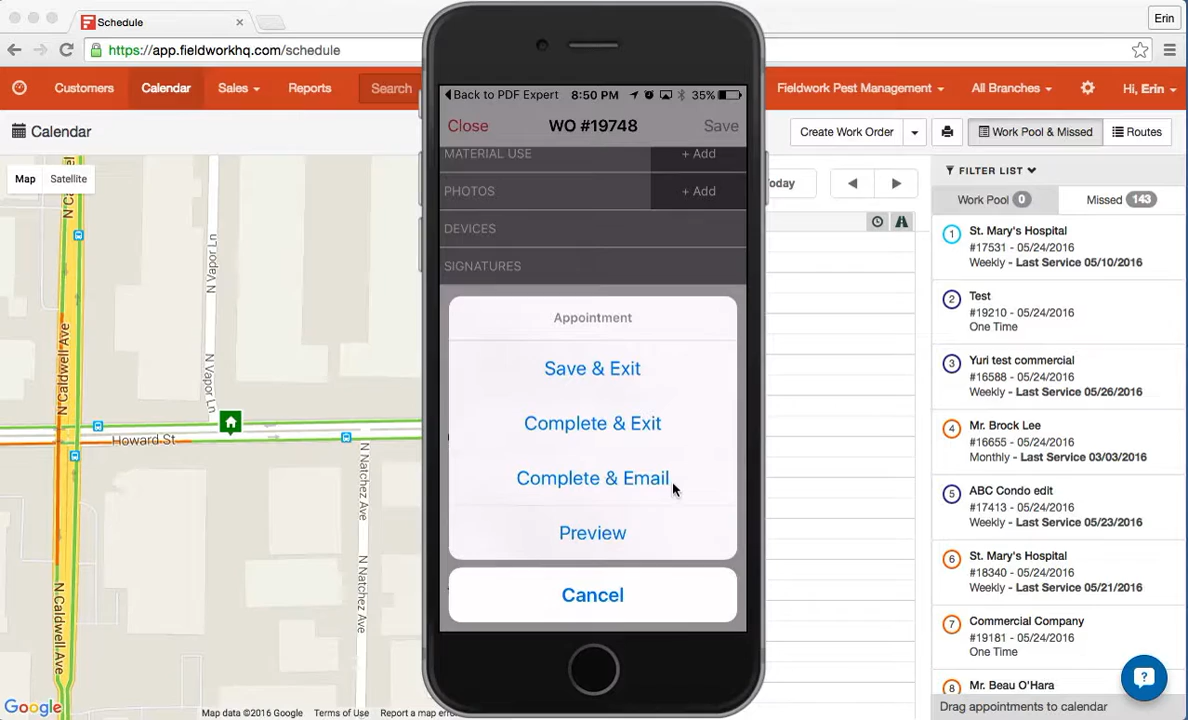 Schedule
Erin
https://app.fieldworkhq.com/schedule
Customers
Calendar
Sales
Reports
Search
Fieldwork Pest Management
All Branches
Hi, Erin
Calendar
Create Work Order
Work Pool & Missed
Routes
Map
Satellite
oday
FILTER LIST
Work Pool 0
Missed 143
1
St. Mary's Hospital
#17531 - 05/24/2016
Weekly - Last Service 05/10/2016
2
Test
#19210 - 05/24/2016
One Time
3
Yuri test commercial
#16588 - 05/24/2016
Weekly - Last Service 05/26/2016
4
Mr. Brock Lee
#16655 - 05/24/2016
Monthly - Last Service 03/03/2016
5
ABC Condo edit
#17413 - 05/24/2016
Weekly - Last Service 05/23/2016
6
St. Mary's Hospital
#18340 - 05/24/2016
Weekly - Last Service 05/21/2016
7
Commercial Company
#19181 - 05/24/2016
One Time
8
Mr. Beau O'Hara
Drag appointments to calendar
Back to PDF Expert
8:50 PM
35%
Close
WO #19748
Save
MATERIAL USE
+ Add
PHOTOS
+ Add
DEVICES
SIGNATURES
Appointment
Save & Exit
Complete & Exit
Complete & Email
Preview
Cancel
N Caldwell Ave
N Caldwell Ave
N Vapor Ln
N Vapor Ln
Howard St
N Natchez Ave
N Natchez Ave
Google
Map data ©2016 Google
Terms of Use
Report a map erro